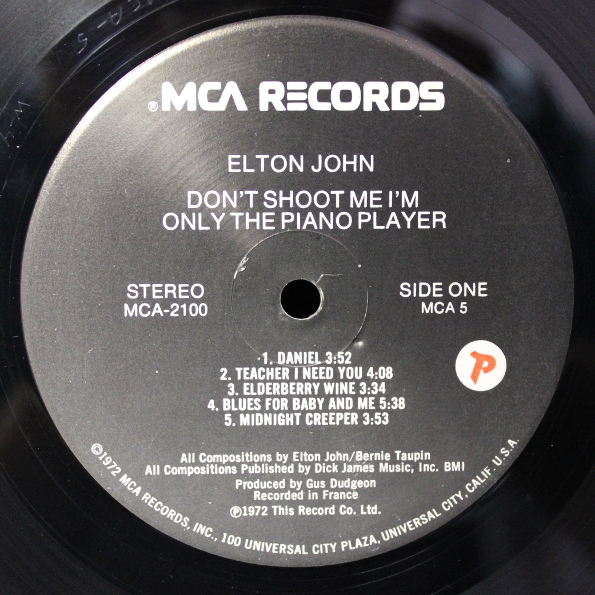 ®MCA RECORDS
ELTON JOHN
DON'T SHOOT ME I'M
ONLY THE PIANO PLAYER
STEREO
MCA-2100
SIDE ONE
MCA 5
1. DANIEL 3:52
2. TEACHER I NEED YOU 4:08
3. ELDERBERRY WINE 3:34
4. BLUES FOR BABY AND ME 5:38
5. MIDNIGHT CREEPER 3:53
P
All Compositions by Elton John/Bernie Taupin
All Compositions Published by Dick James Music, Inc. BMI
Produced by Gus Dudgeon
Recorded in France
℗1972 This Record Co. Ltd.
©1972 MCA RECORDS, INC., 100 UNIVERSAL CITY PLAZA, UNIVERSAL CITY, CALIF. - U.S.A.